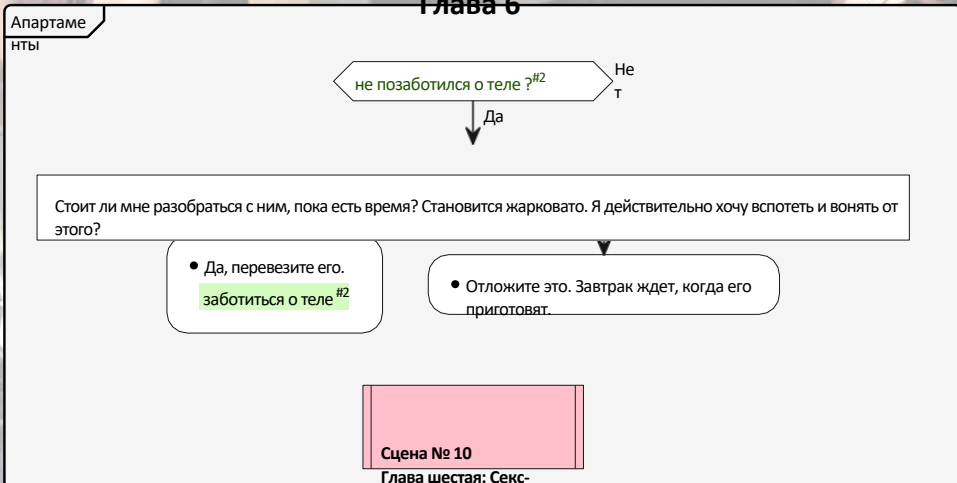 Глава 6
Апартаме
нты
не позаботился о теле ?#2
Не
т
Да
Стоит ли мне разобраться с ним, пока есть время? Становится жарковато. Я действительно хочу вспотеть и вонять от
этого?
• Да, перевезите его.
заботиться о теле #2
• Отложите это. Завтрак ждет, когда его
приготовят.
Сцена № 10
Глава шестая: Секс-